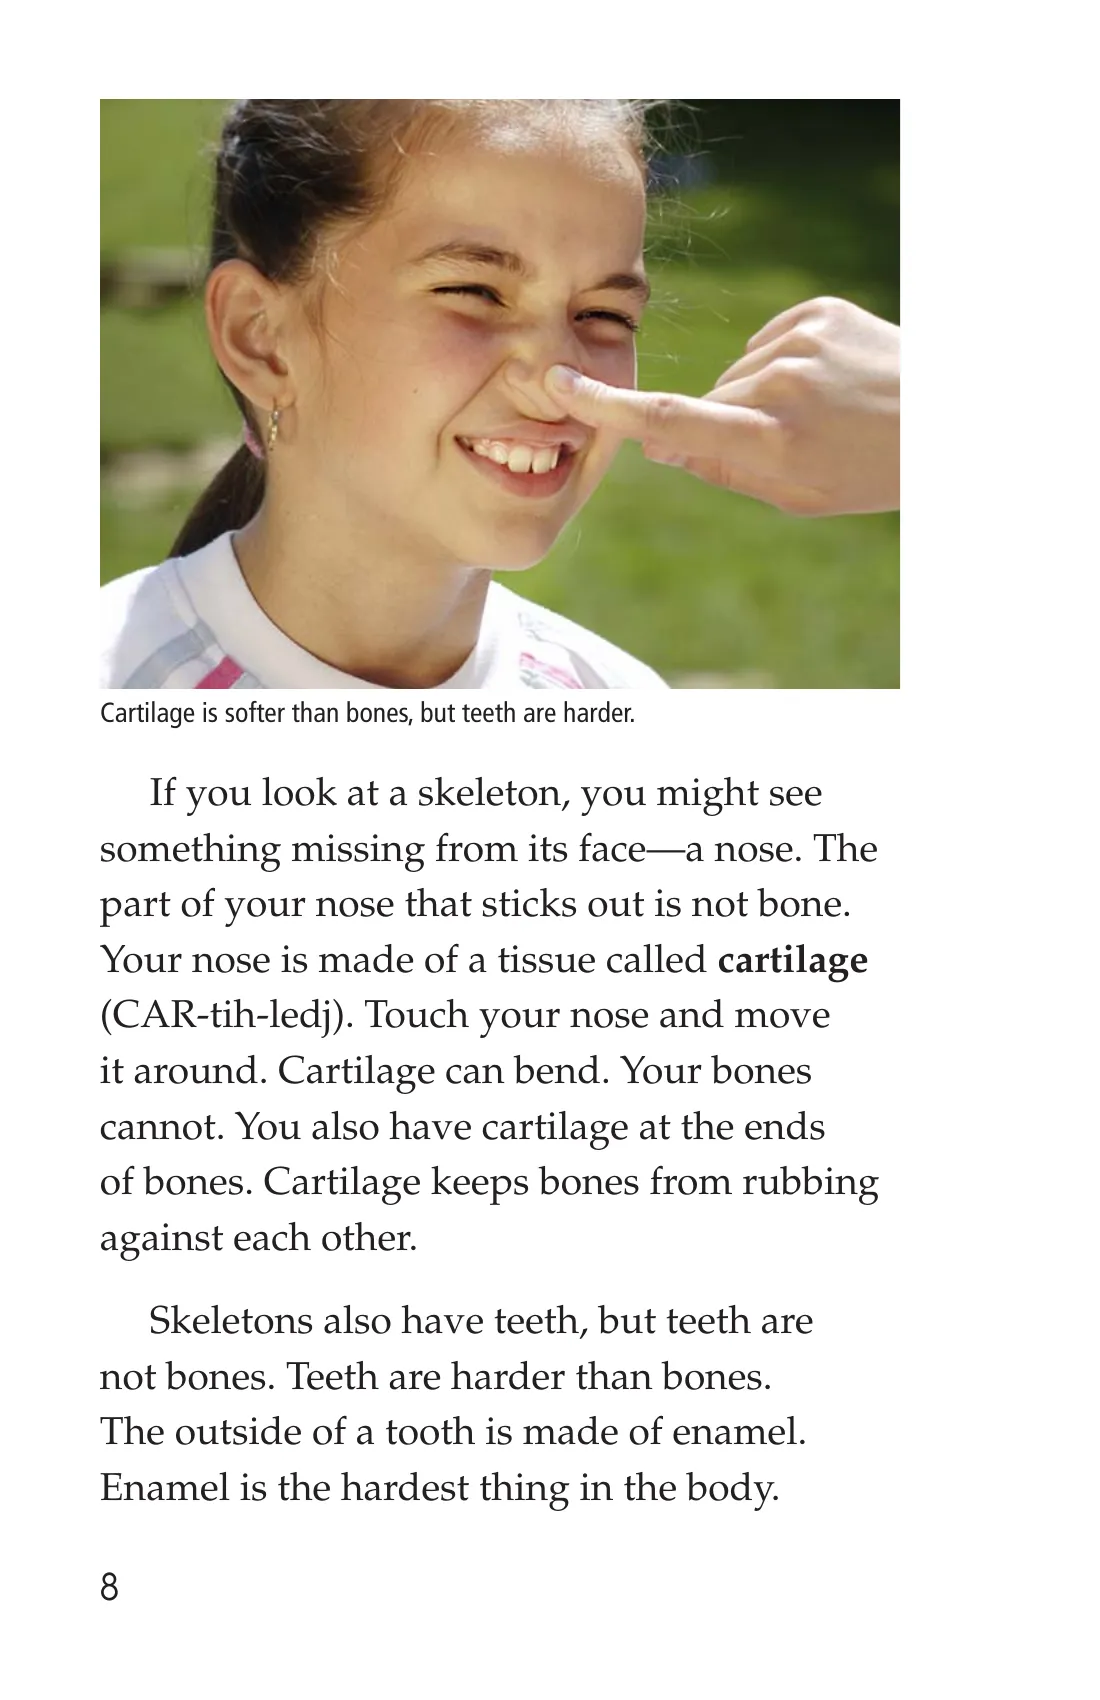 Cartilage is softer than bones, but teeth are harder.
If you look at a skeleton, you might see
something missing from its face—a nose. The
part of your nose that sticks out is not bone.
Your nose is made of a tissue called cartilage
(CAR-tih-ledj). Touch your nose and move
it around. Cartilage can bend. Your bones
cannot. You also have cartilage at the ends
of bones. Cartilage keeps bones from rubbing
against each other.
Skeletons also have teeth, but teeth are
not bones. Teeth are harder than bones.
The outside of a tooth is made of enamel.
Enamel is the hardest thing in the body.
8